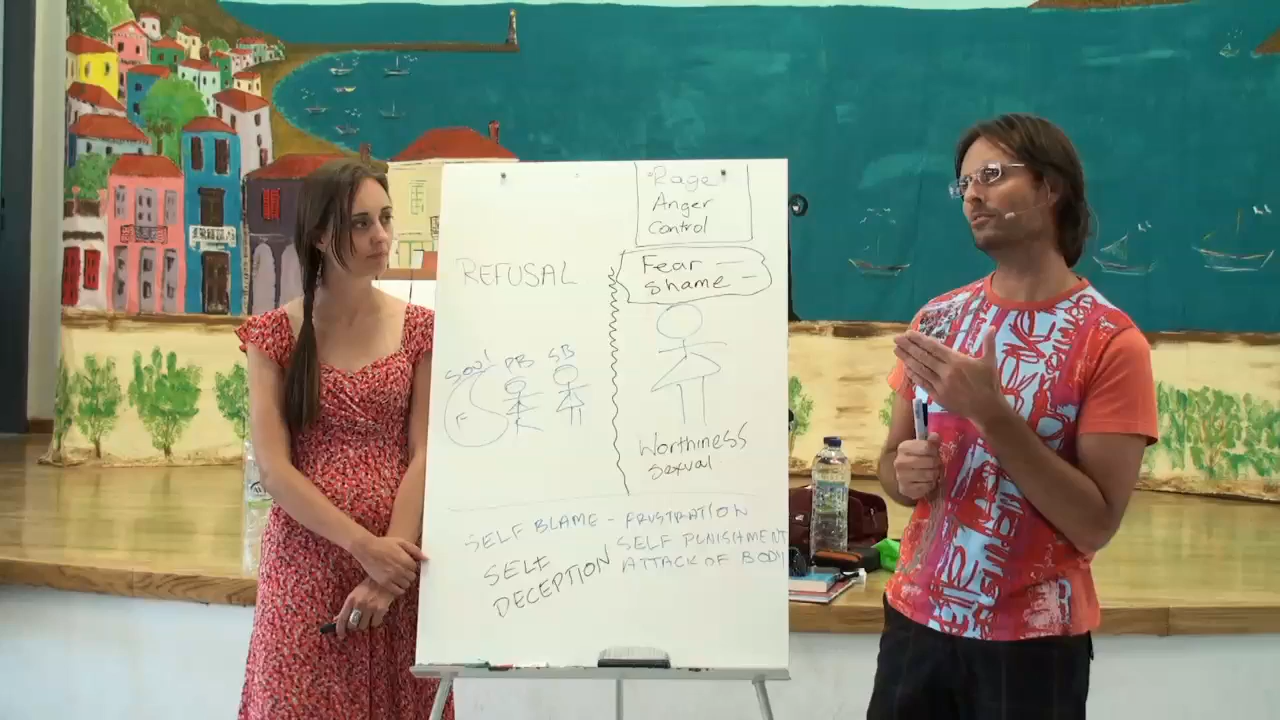 Rage
Anger
Control
Fear
Shame
REFUSAL
Soul PB SB
F
Worthiness
Sexual
SELF BLAME - FRUSTRATION
SELF PUNISHMENT
SELF DECEPTION
ATTACK OF BODY